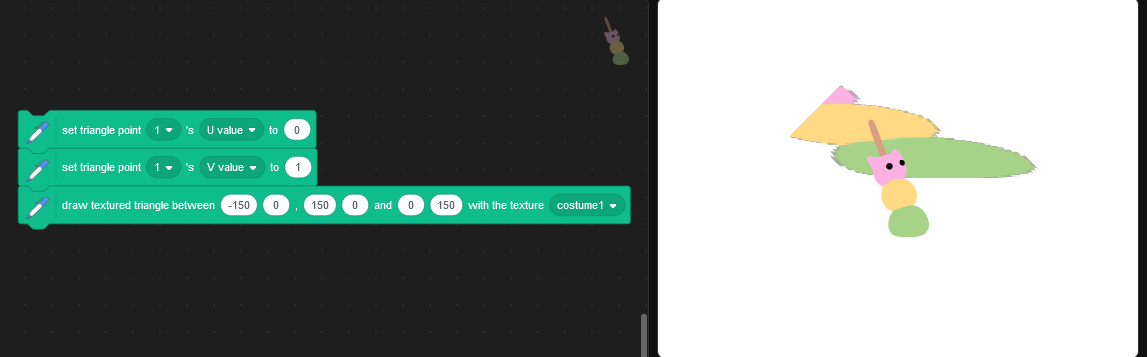 set triangle point 1 's U value to 0
set triangle point 1 's V value to 1
draw textured triangle between -150 0 , 150 0 and 0 150 with the texture costume1